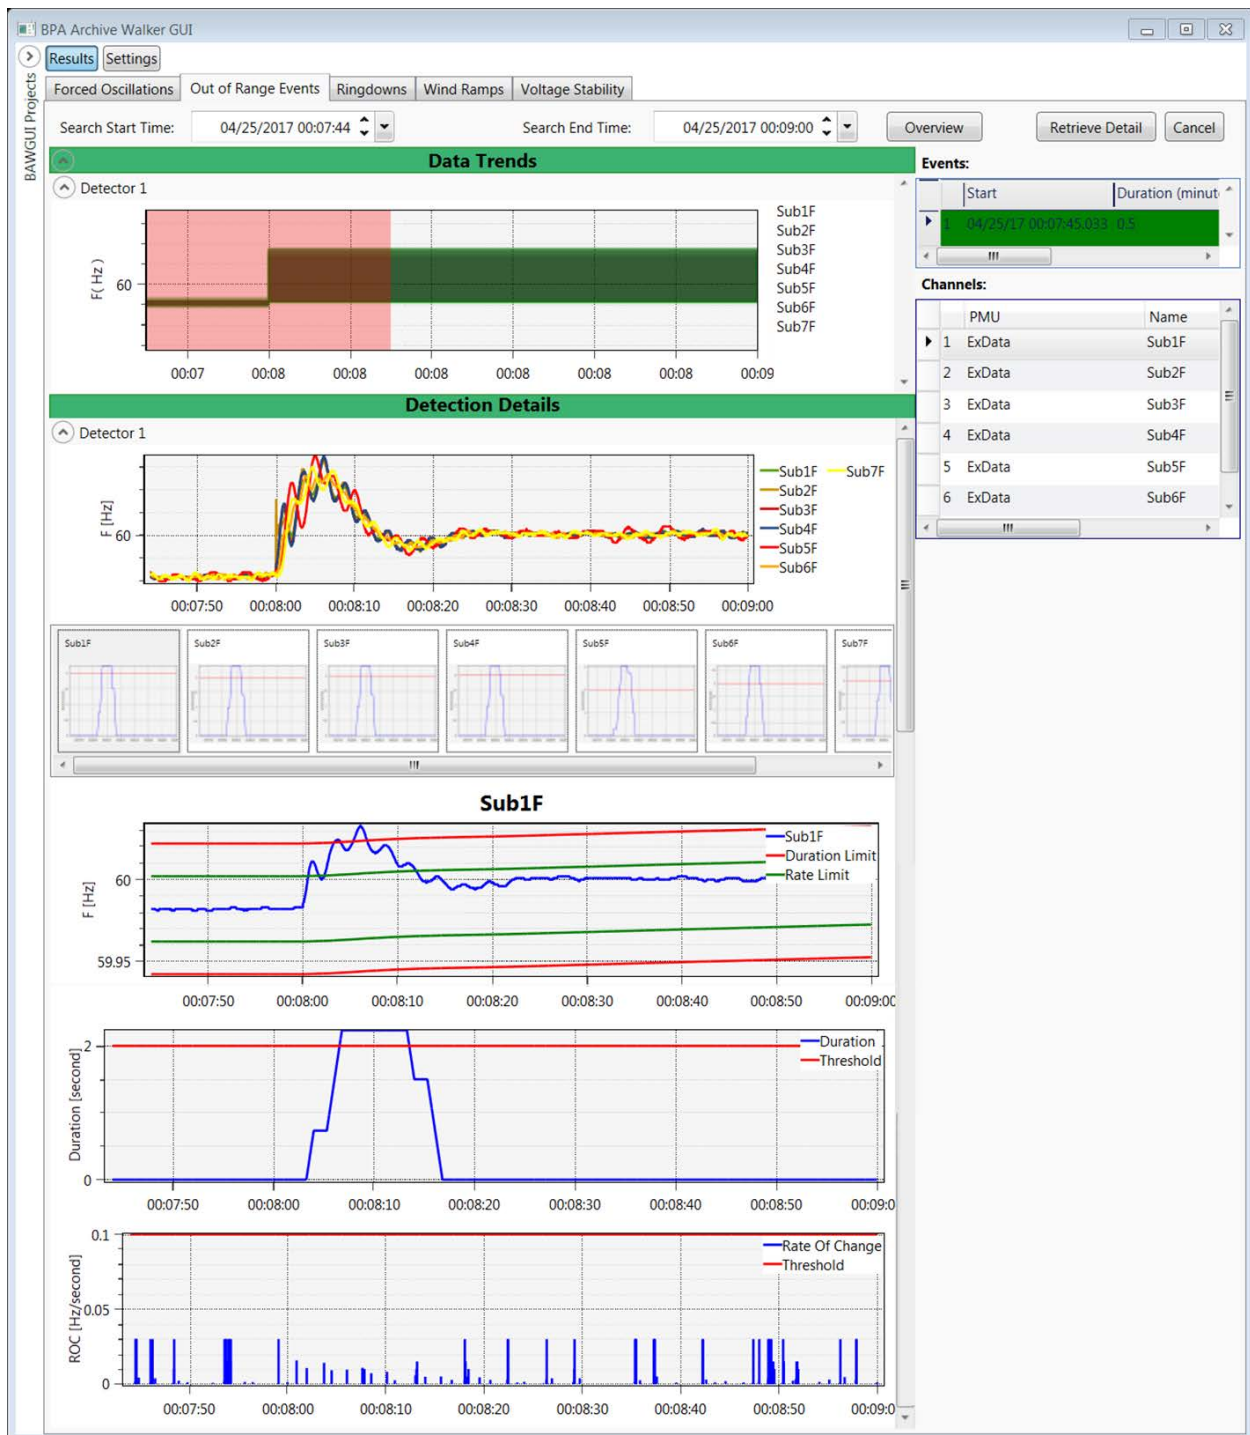 BPA Archive Walker GUI
BAWGUI Projects
Results Settings
Forced Oscillations Out of Range Events Ringdowns Wind Ramps Voltage Stability
Search Start Time: 04/25/2017 00:07:44 Search End Time: 04/25/2017 00:09:00 Overview Retrieve Detail Cancel
Data Trends
Detector 1
F( Hz )
60
00:07 00:08 00:08 00:08 00:08 00:08 00:08 00:09
Sub1F
Sub2F
Sub3F
Sub4F
Sub5F
Sub6F
Sub7F
Events:
Start Duration (minut
1 04/25/17 00:07:45.033 0.5
Channels:
PMU Name
1 ExData Sub1F
2 ExData Sub2F
3 ExData Sub3F
4 ExData Sub4F
5 ExData Sub5F
6 ExData Sub6F
Detection Details
Detector 1
F [Hz]
60
00:07:50 00:08:00 00:08:10 00:08:20 00:08:30 00:08:40 00:08:50 00:09:00
Sub1F Sub7F
Sub2F
Sub3F
Sub4F
Sub5F
Sub6F
Sub1F Sub2F Sub3F Sub4F Sub5F Sub6F Sub7F
Sub1F
F [Hz]
60
59.95
Sub1F
Duration Limit
Rate Limit
00:07:50 00:08:00 00:08:10 00:08:20 00:08:30 00:08:40 00:08:50 00:09:00
Duration [second]
2
0
Duration
Threshold
00:07:50 00:08:00 00:08:10 00:08:20 00:08:30 00:08:40 00:08:50 00:09:0
ROC [Hz/second]
0.1
0.05
0
Rate Of Change
Threshold
00:07:50 00:08:00 00:08:10 00:08:20 00:08:30 00:08:40 00:08:50 00:09:0